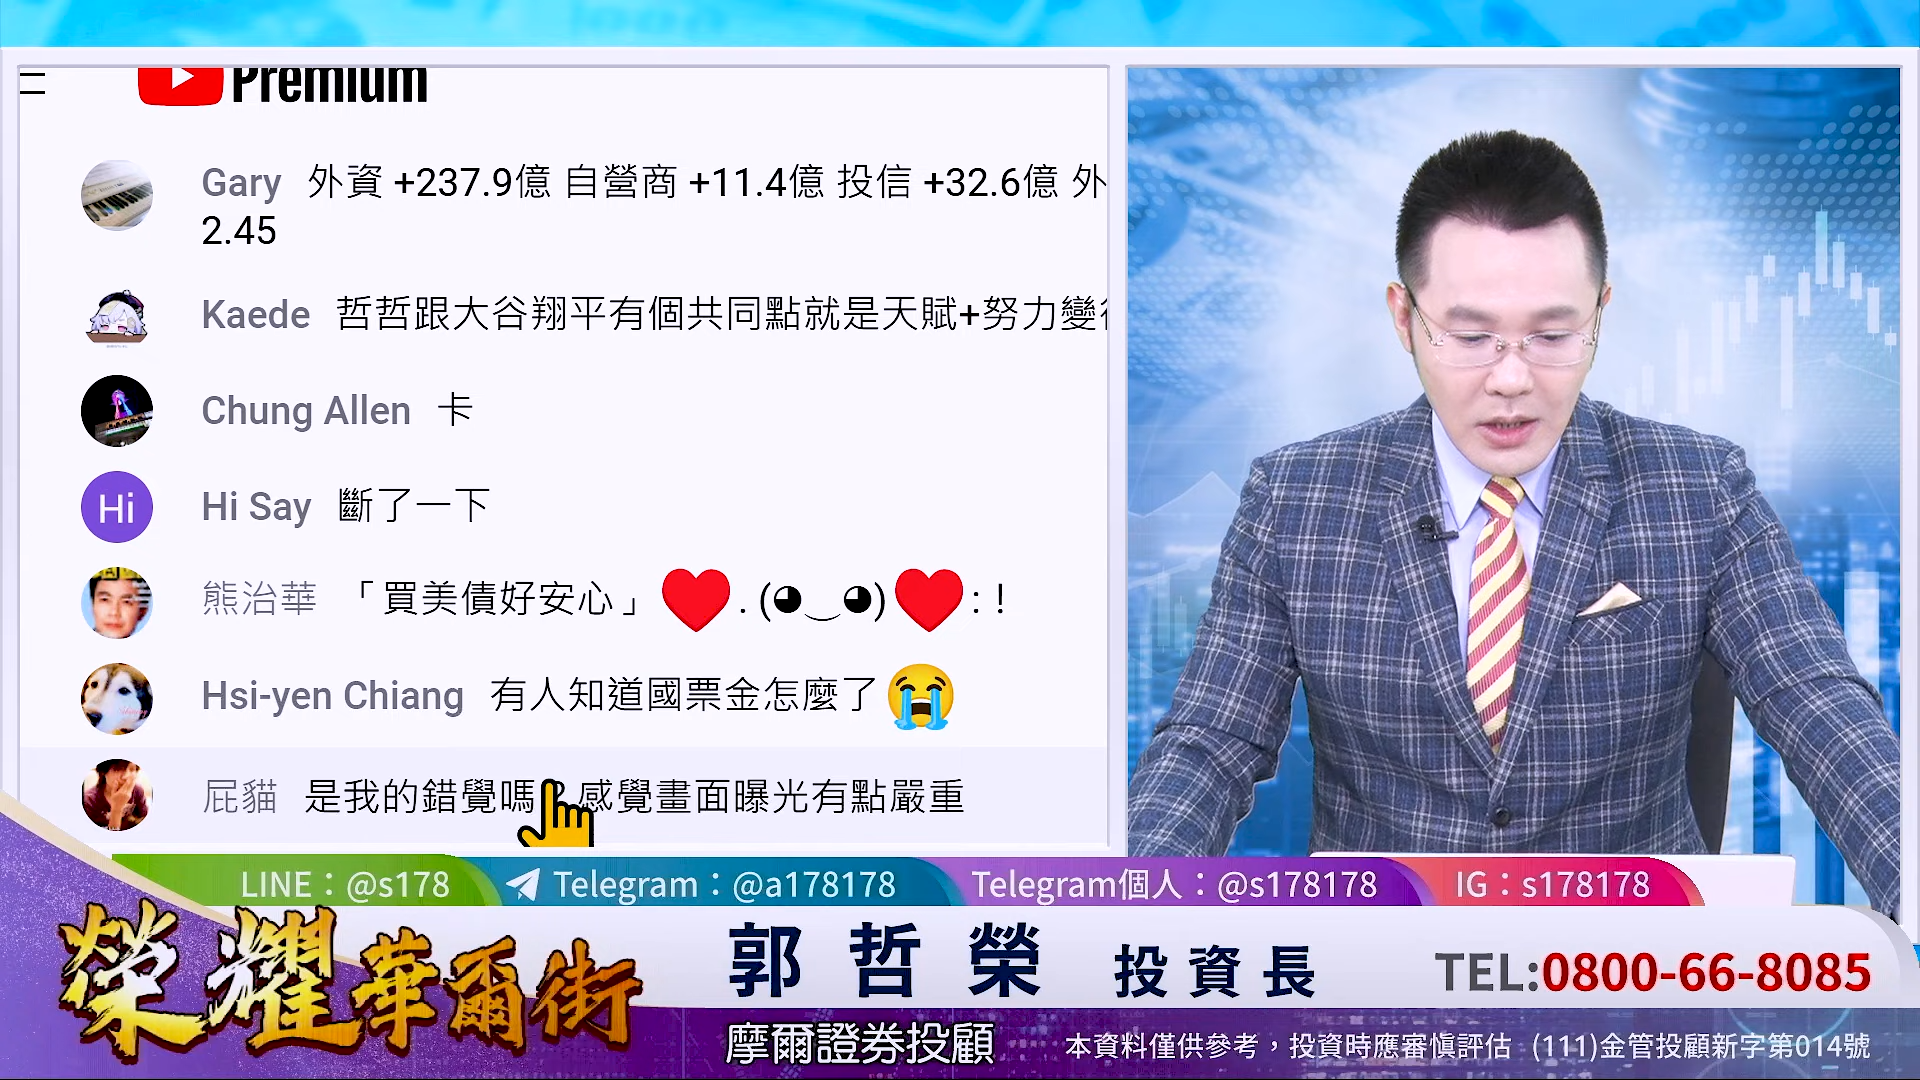 Premium
Gary 外資 +237.9億 自營商 +11.4億 投信 +32.6億 外
2.45
Kaede 哲哲跟大谷翔平有個共同點就是天賦+努力變
Chung Allen 卡
Hi
Hi Say 斷了一下
熊治華 「買美債好安心」❤️.(◕‿◕)❤️:!
Hsi-yen Chiang 有人知道國票金怎麼了😭
屁貓 是我的錯覺嗎?感覺畫面曝光有點嚴重
LINE：@s178 Telegram：@a178178 Telegram個人：@s178178 IG：s178178
榮耀華爾街
郭哲榮 投資長 TEL:0800-66-8085
摩爾證券投顧 本資料僅供參考，投資時應審慎評估 (111)金管投顧新字第014號